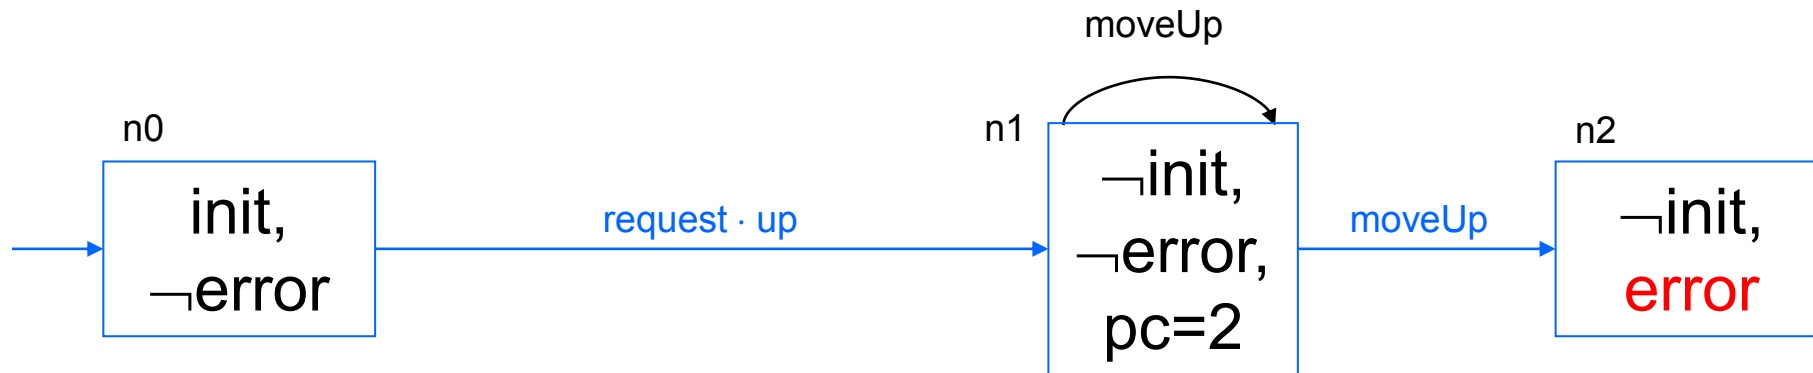 moveUp
n0
n1
n2
init,
¬error
request · up
¬init,
¬error,
pc=2
moveUp
¬init,
error